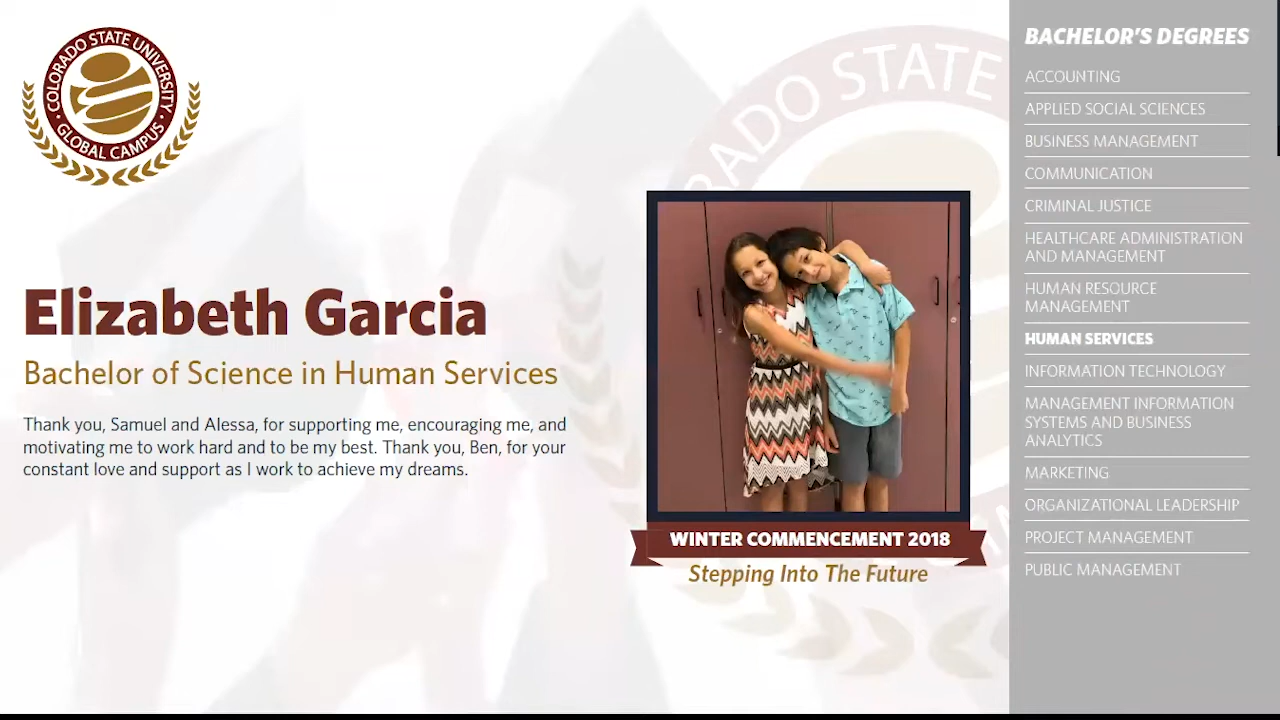 COLORADO STATE UNIVERSITY
· GLOBAL CAMPUS ·
RADO STATE
Elizabeth Garcia
Bachelor of Science in Human Services
Thank you, Samuel and Alessa, for supporting me, encouraging me, and
motivating me to work hard and to be my best. Thank you, Ben, for your
constant love and support as I work to achieve my dreams.
WINTER COMMENCEMENT 2018
Stepping Into The Future
BACHELOR'S DEGREES
ACCOUNTING
APPLIED SOCIAL SCIENCES
BUSINESS MANAGEMENT
COMMUNICATION
CRIMINAL JUSTICE
HEALTHCARE ADMINISTRATION
AND MANAGEMENT
HUMAN RESOURCE
MANAGEMENT
HUMAN SERVICES
INFORMATION TECHNOLOGY
MANAGEMENT INFORMATION
SYSTEMS AND BUSINESS
ANALYTICS
MARKETING
ORGANIZATIONAL LEADERSHIP
PROJECT MANAGEMENT
PUBLIC MANAGEMENT